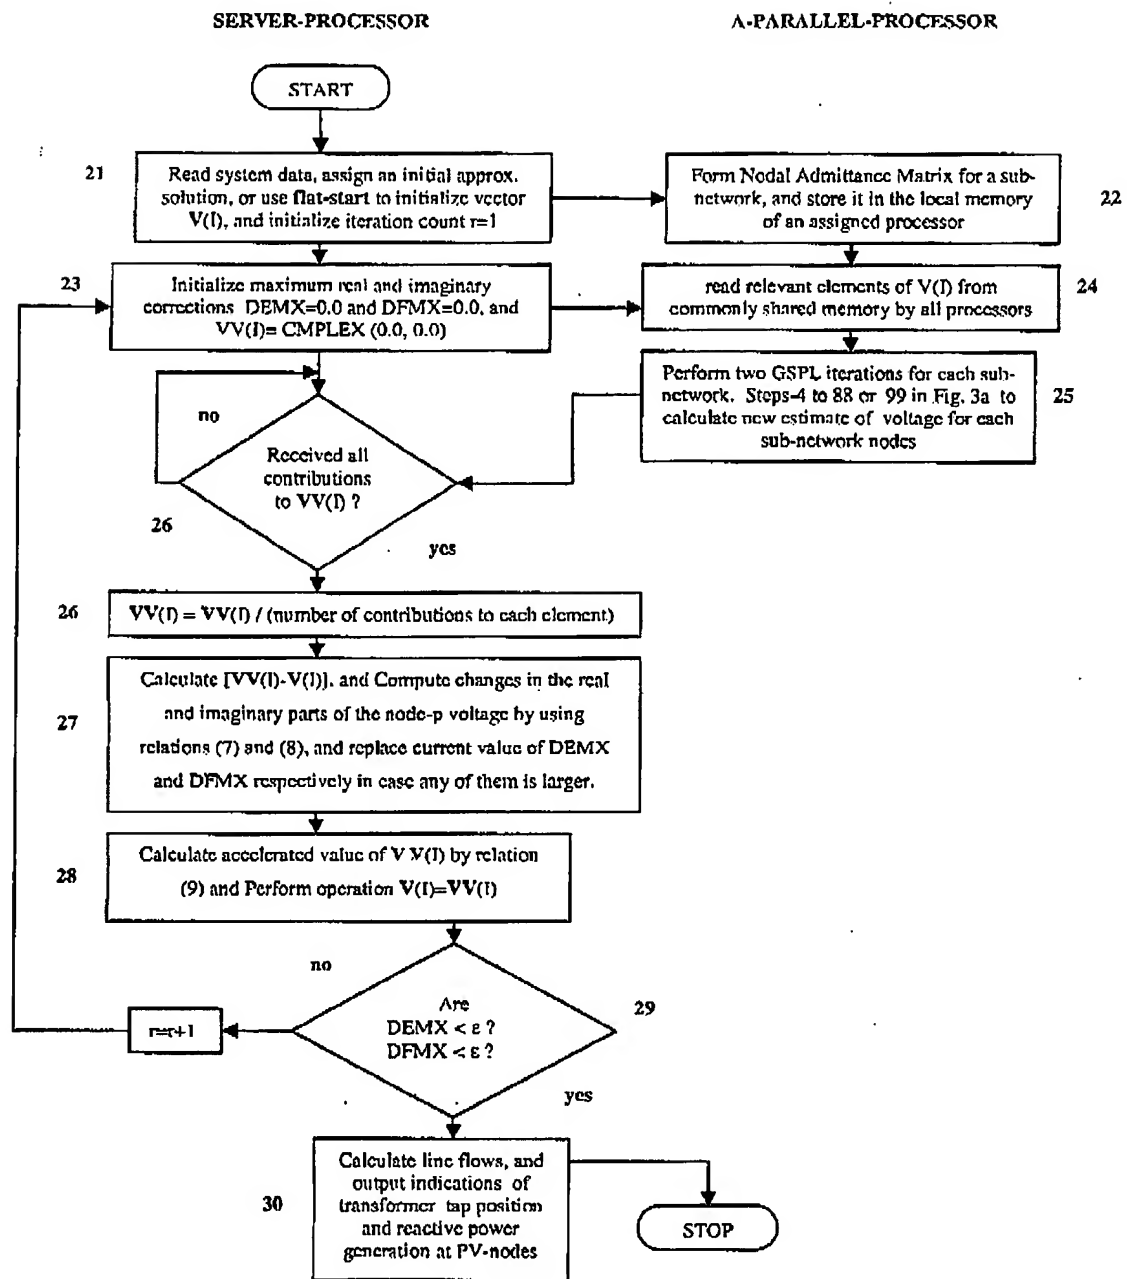 SERVER-PROCESSOR
A-PARALLEL-PROCESSOR
START
21
Read system data, assign an initial approx.
solution, or use flat-start to initialize vector
V(I), and initialize iteration count r=1
Form Nodal Admittance Matrix for a sub-
network, and store it in the local memory
of an assigned processor
22
23
Initialize maximum real and imaginary
corrections DEMX=0.0 and DFMX=0.0, and
VV(I)= CMPLEX (0.0, 0.0)
read relevant elements of V(I) from
commonly shared memory by all processors
24
Perform two GSPL iterations for each sub-
network. Steps-4 to 88 or 99 in Fig. 3a to
calculate new estimate of voltage for each
sub-network nodes
25
no
Received all
contributions
to VV(I) ?
26
yes
26
VV(I) = VV(I) / (number of contributions to each element)
27
Calculate [VV(I)-V(I)], and Compute changes in the real
and imaginary parts of the node-p voltage by using
relations (7) and (8), and replace current value of DEMX
and DFMX respectively in case any of them is larger.
28
Calculate accelerated value of VV(I) by relation
(9) and Perform operation V(I)=VV(I)
no
Are
DEMX < ε ?
DFMX < ε ?
29
r=r+1
yes
30
Calculate line flows, and
output indications of
transformer tap position
and reactive power
generation at PV-nodes
STOP